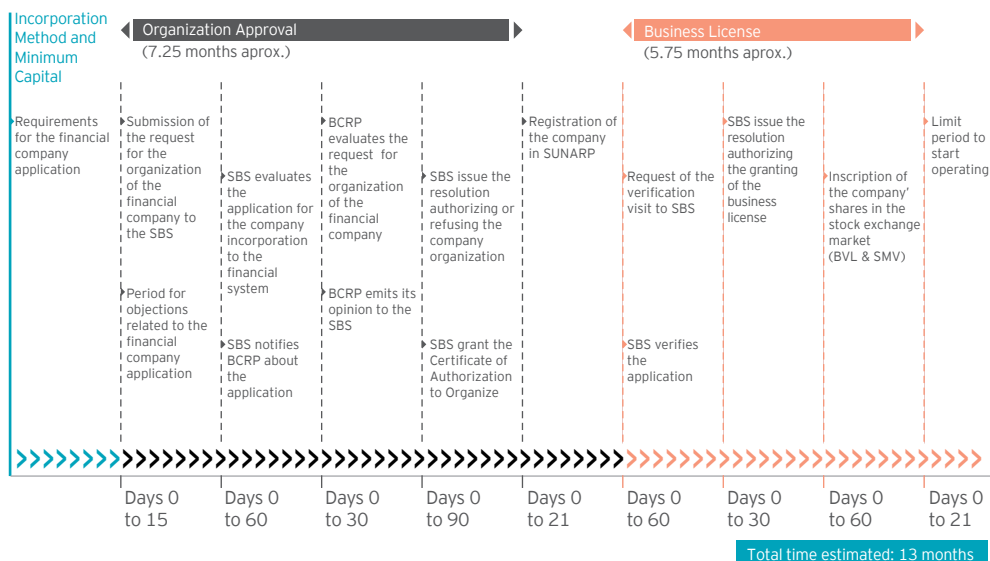 Incorporation
Method and
Minimum
Capital
Organization Approval
(7.25 months aprox.)
Business License
(5.75 months aprox.)
Requirements
for the financial
company
application
Submission of
the request
for the
organization
of the
financial
company to
the SBS
Period for
objections
related to the
financial
company
application
SBS evaluates
the
application for
the company
incorporation
to the
financial
system
SBS notifies
BCRP about
the
application
BCRP
evaluates the
request for
the
organization
of the
financial
company
BCRP emits its
opinion to the
SBS
SBS issue the
resolution
authorizing or
refusing the
company
organization
SBS grant the
Certificate of
Authorization
to Organize
Registration of
the company
in SUNARP
Request of the
verification
visit to SBS
SBS verifies
the
application
SBS issue the
resolution
authorizing
the granting
of the
business
license
Inscription of
the company'
shares in the
stock exchange
market
(BVL & SMV)
Limit
period to
start
operating
Days 0
to 15
Days 0
to 60
Days 0
to 30
Days 0
to 90
Days 0
to 21
Days 0
to 60
Days 0
to 30
Days 0
to 60
Days 0
to 21
Total time estimated: 13 months